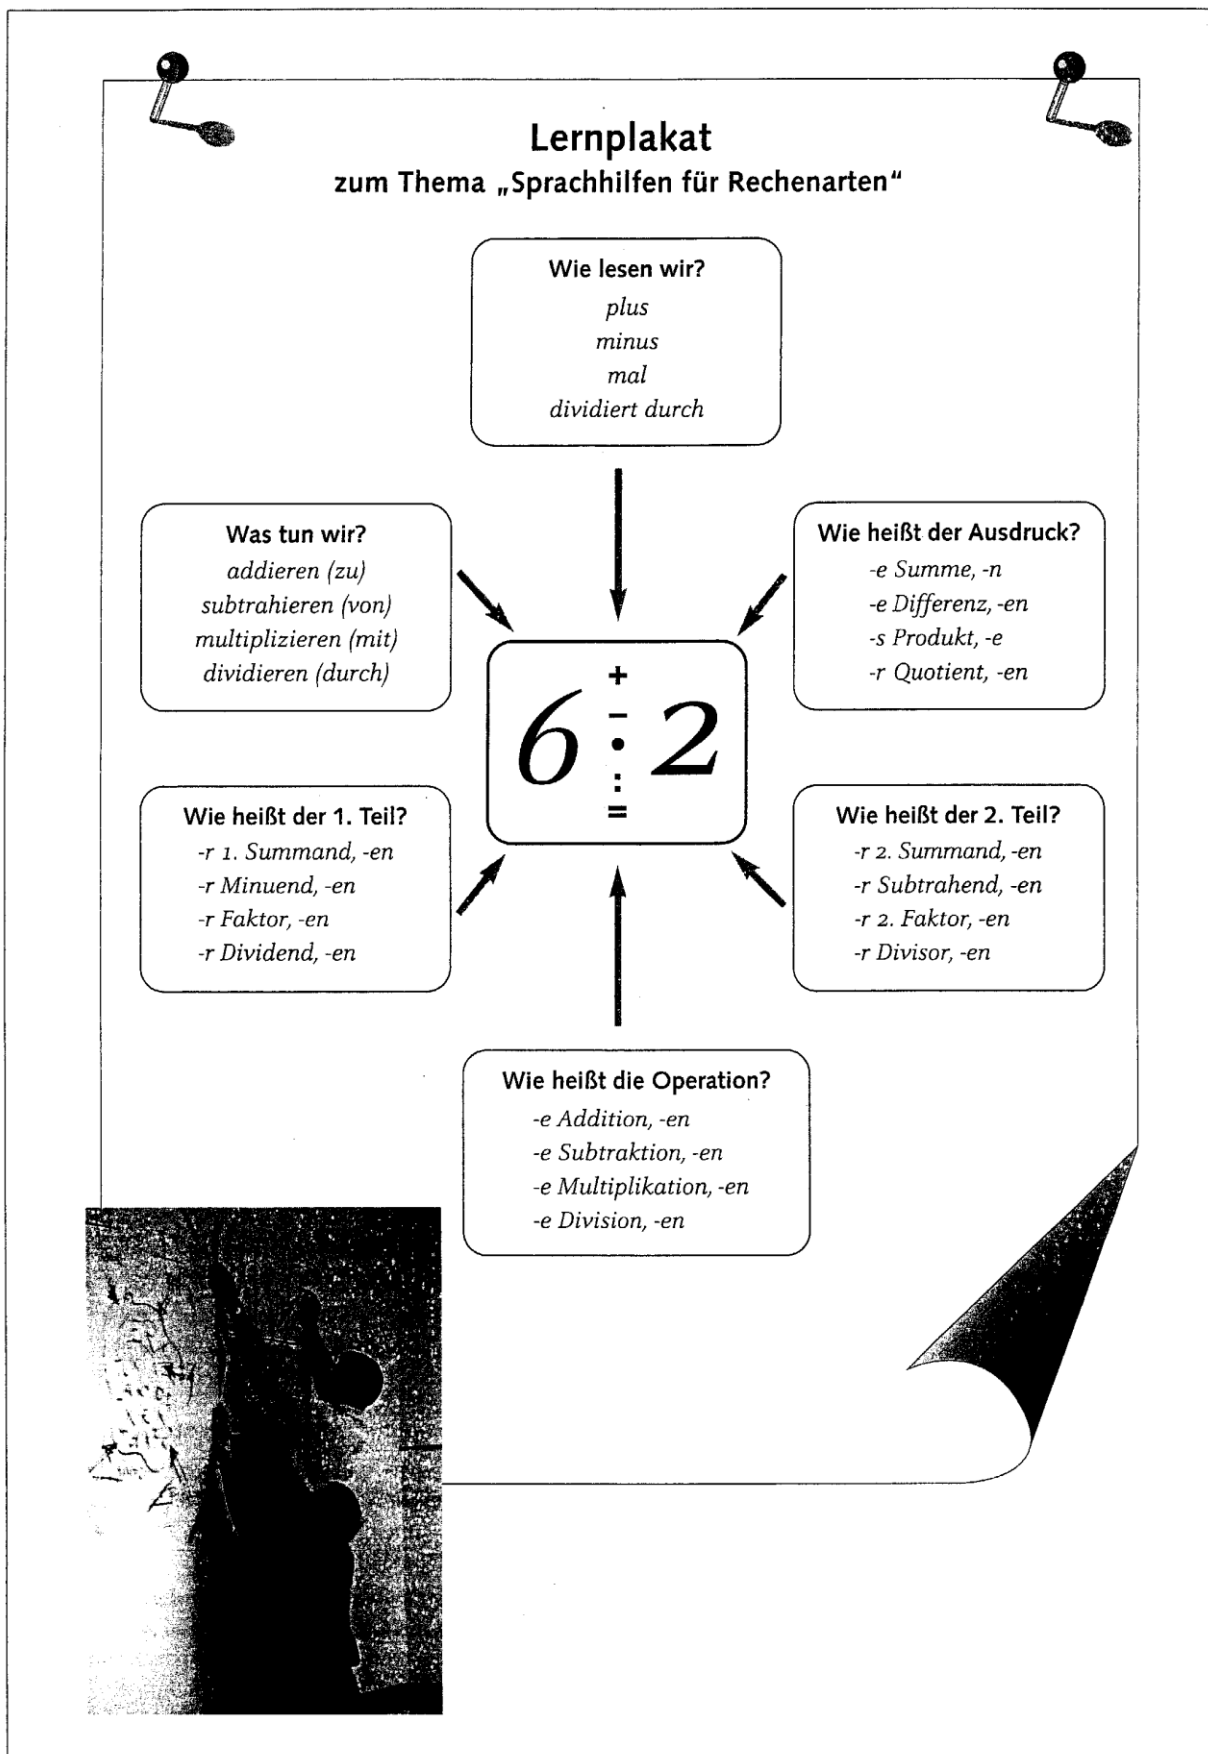 Lernplakat
zum Thema „Sprachhilfen für Rechenarten“
Wie lesen wir?
plus
minus
mal
dividiert durch
Was tun wir?
addieren (zu)
subtrahieren (von)
multiplizieren (mit)
dividieren (durch)
Wie heißt der Ausdruck?
-e Summe, -n
-e Differenz, -en
-s Produkt, -e
-r Quotient, -en
+
–
6 • 2
:
=
Wie heißt der 1. Teil?
-r 1. Summand, -en
-r Minuend, -en
-r Faktor, -en
-r Dividend, -en
Wie heißt der 2. Teil?
-r 2. Summand, -en
-r Subtrahend, -en
-r 2. Faktor, -en
-r Divisor, -en
Wie heißt die Operation?
-e Addition, -en
-e Subtraktion, -en
-e Multiplikation, -en
-e Division, -en